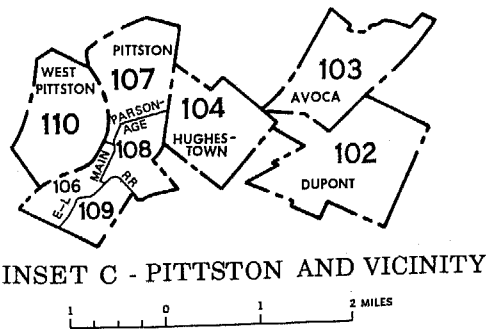 PITTSTON
WEST
PITTSTON
107
103
110
PARSON-
AGE
104
AVOCA
MAIN
108
HUGHES-
TOWN
102
106
RR
DUPONT
E-L
109
INSET C - PITTSTON AND VICINITY
1 0 1 2 MILES